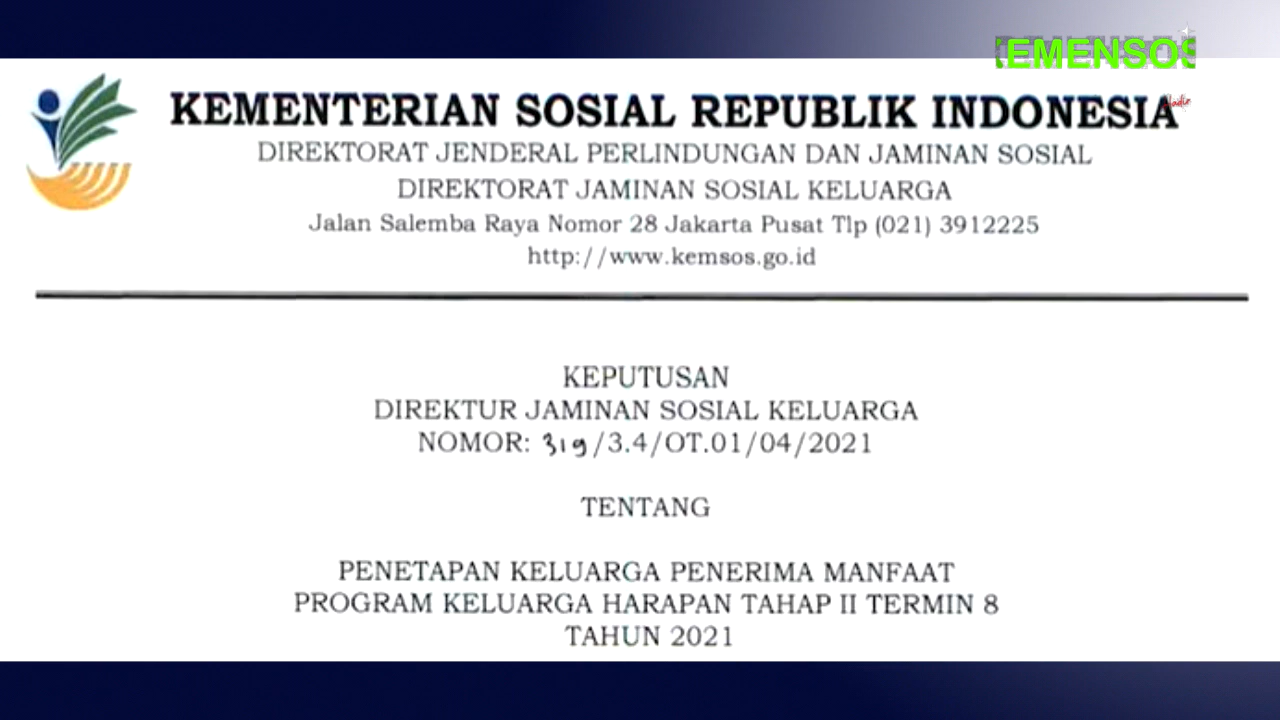 KEMENSOS
KEMENTERIAN SOSIAL REPUBLIK INDONESIA
DIREKTORAT JENDERAL PERLINDUNGAN DAN JAMINAN SOSIAL
DIREKTORAT JAMINAN SOSIAL KELUARGA
Jalan Salemba Raya Nomor 28 Jakarta Pusat Tlp (021) 3912225
http://www.kemsos.go.id
KEPUTUSAN
DIREKTUR JAMINAN SOSIAL KELUARGA
NOMOR: 319/3.4/OT.01/04/2021
TENTANG
PENETAPAN KELUARGA PENERIMA MANFAAT
PROGRAM KELUARGA HARAPAN TAHAP II TERMIN 8
TAHUN 2021